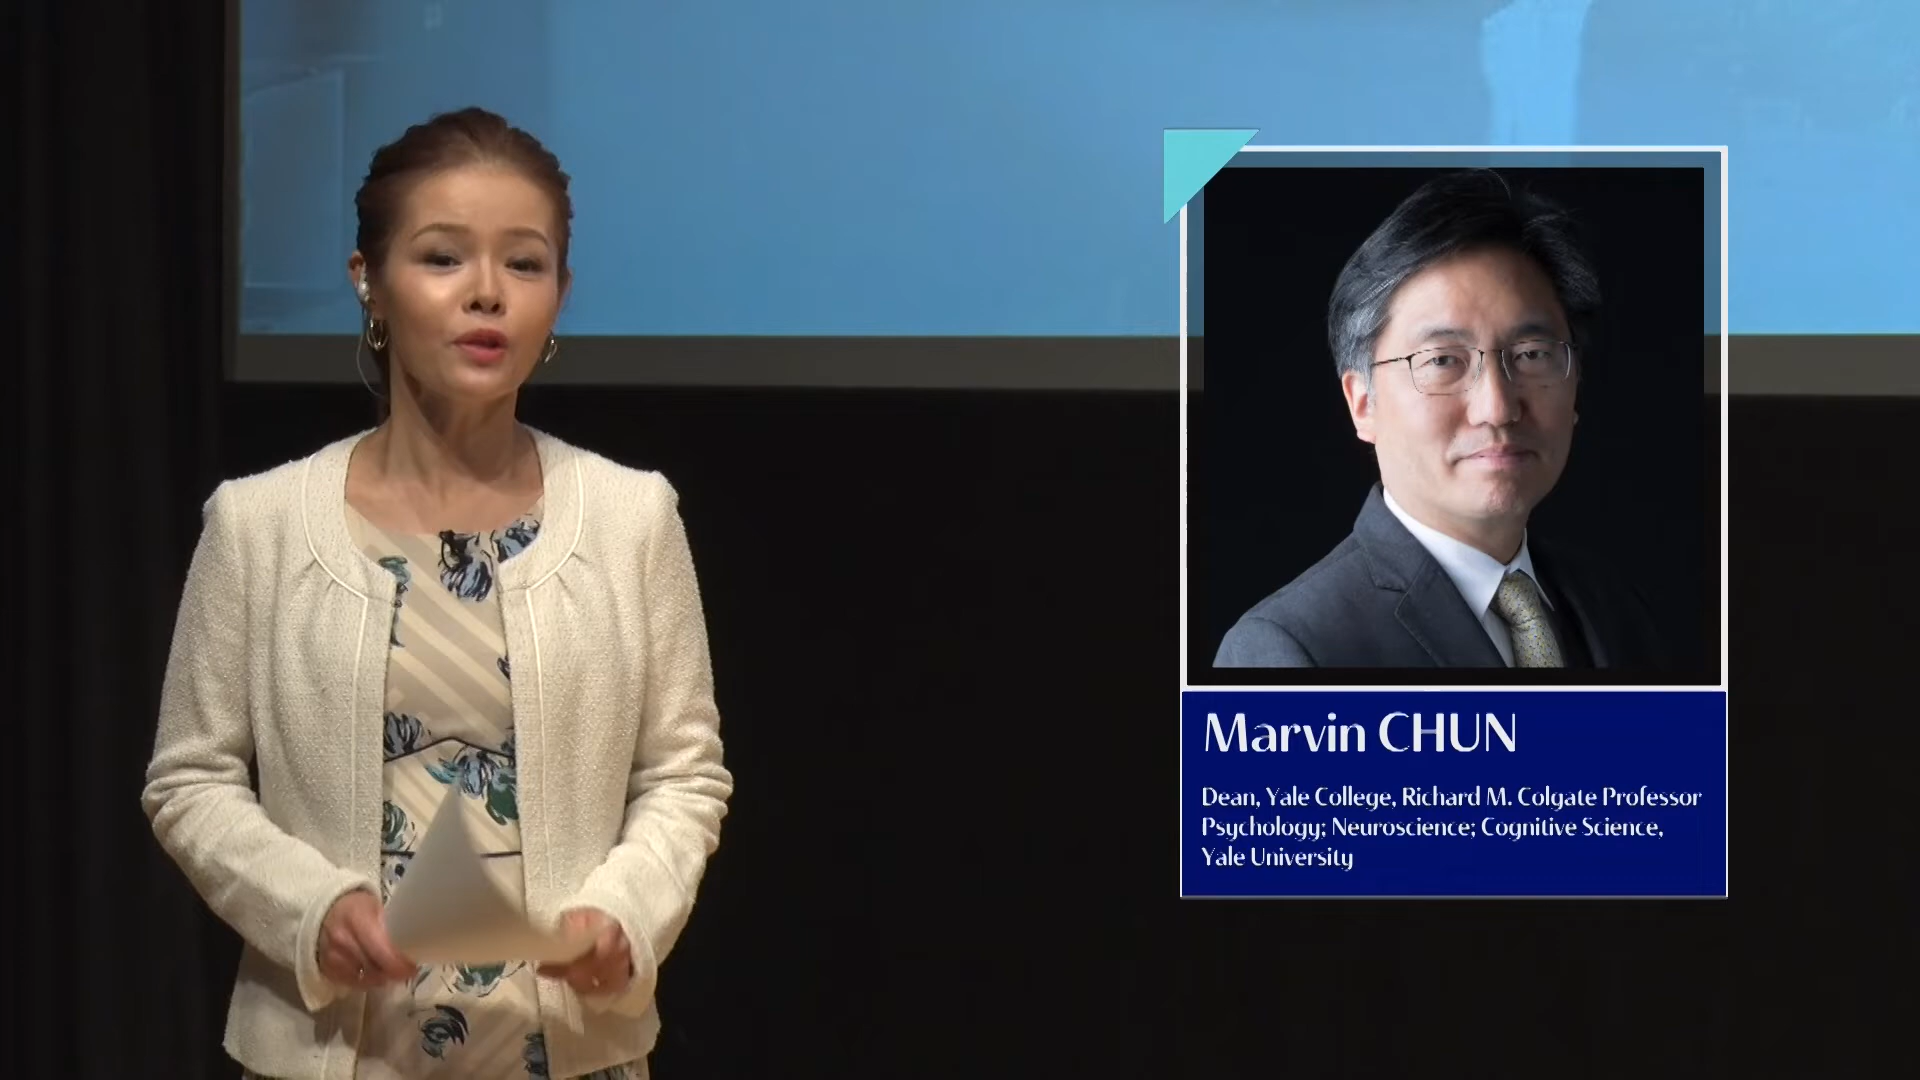 Marvin CHUN
Dean, Yale College, Richard M. Colgate Professor
Psychology; Neuroscience; Cognitive Science,
Yale University